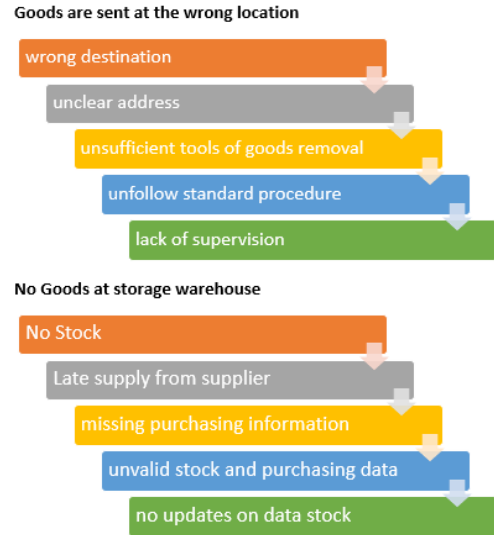 Goods are sent at the wrong location
wrong destination
unclear address
unsufficient tools of goods removal
unfollow standard procedure
lack of supervision
No Goods at storage warehouse
No Stock
Late supply from supplier
missing purchasing information
unvalid stock and purchasing data
no updates on data stock